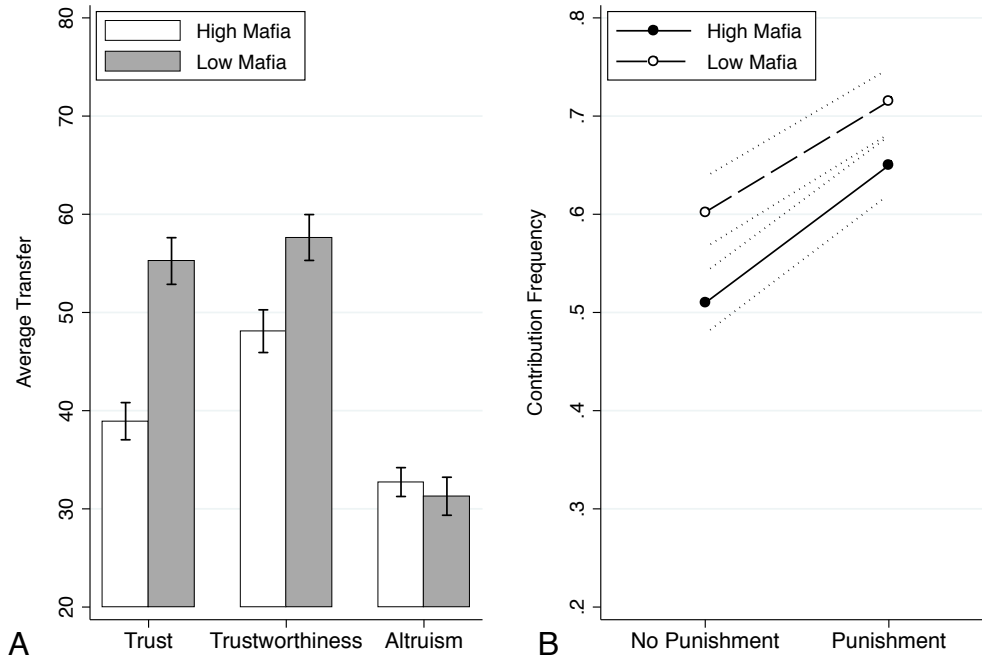 High Mafia
Low Mafia
Average Transfer
80
70
60
50
40
30
20
Trust
Trustworthiness
Altruism
A
High Mafia
Low Mafia
Contribution Frequency
.8
.7
.6
.5
.4
.3
.2
No Punishment
Punishment
B